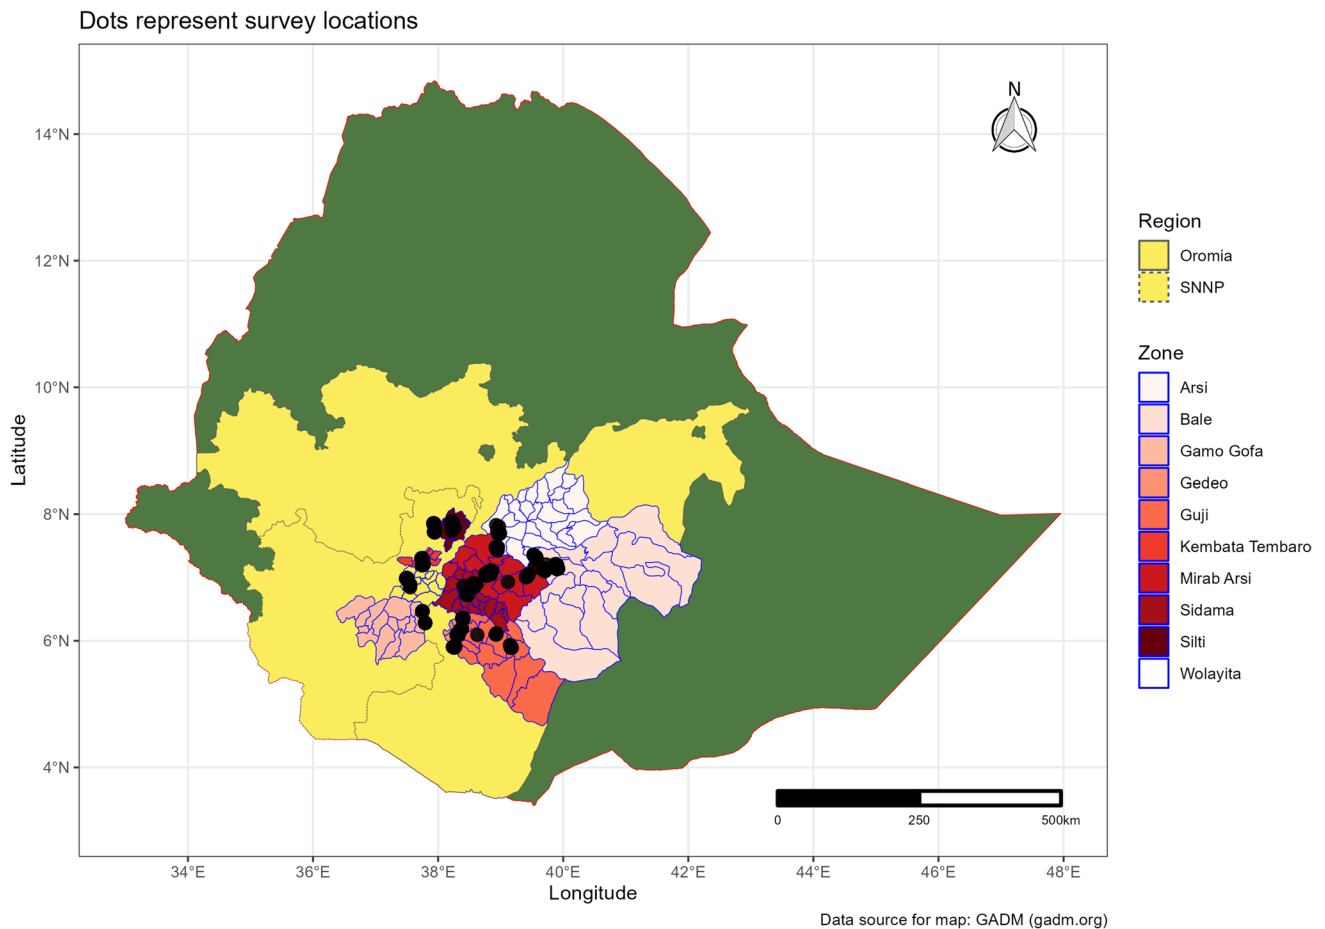 Dots represent survey locations
N
14°N
12°N
10°N
8°N
6°N
4°N
Latitude
34°E 36°E 38°E 40°E 42°E 44°E 46°E 48°E
Longitude
0 250 500km
Region
Oromia
SNNP
Zone
Arsi
Bale
Gamo Gofa
Gedeo
Guji
Kembata Tembaro
Mirab Arsi
Sidama
Silti
Wolayita
Data source for map: GADM (gadm.org)